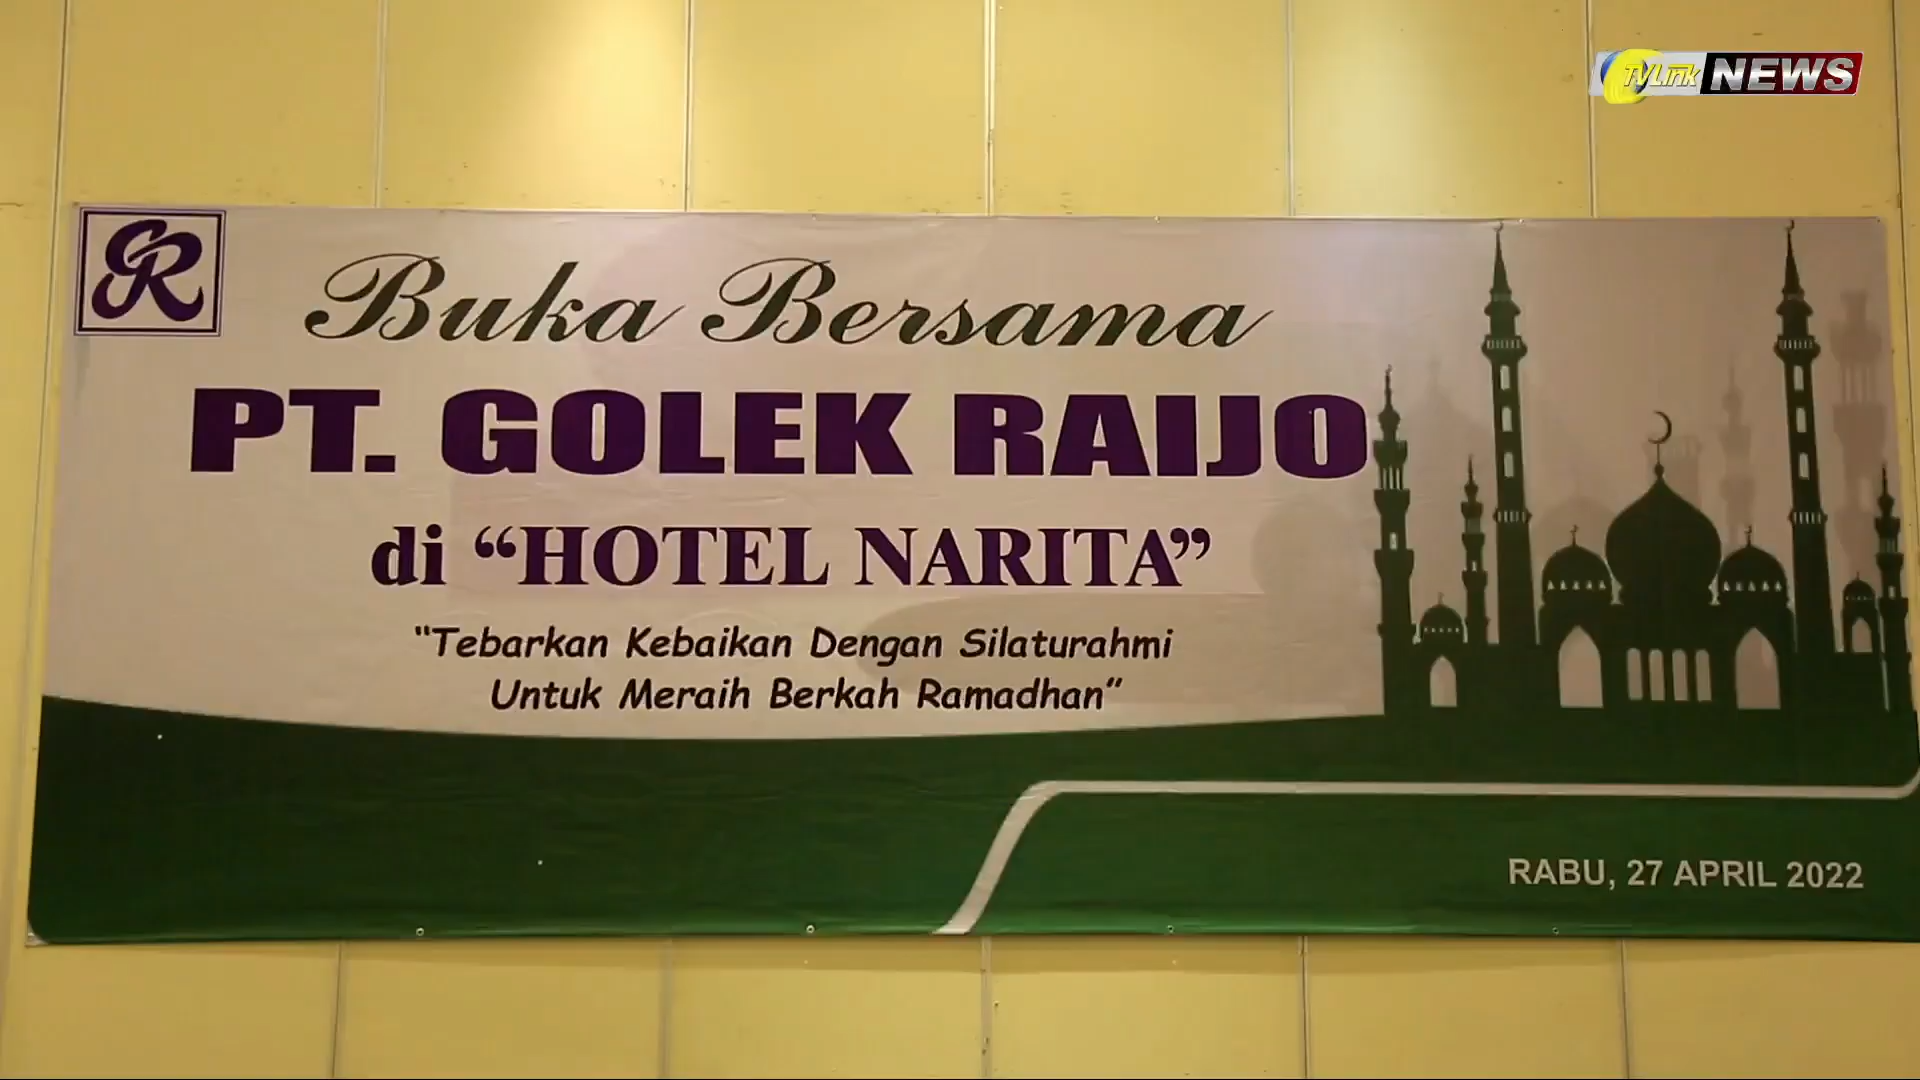 TVLink NEWS
GR
Buka Bersama
PT. GOLEK RAIJO
di “HOTEL NARITA”
“Tebarkan Kebaikan Dengan Silaturahmi
Untuk Meraih Berkah Ramadhan”
RABU, 27 APRIL 2022